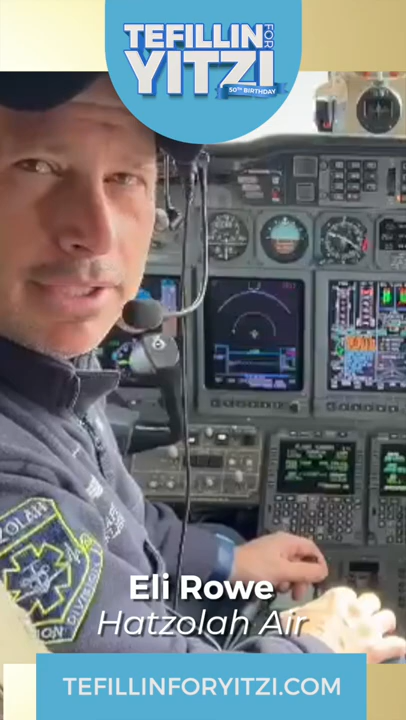 TEFILLIN FOR
YITZI
50TH BIRTHDAY
Eli Rowe
Hatzolah Air
TEFILLINFORYITZI.COM